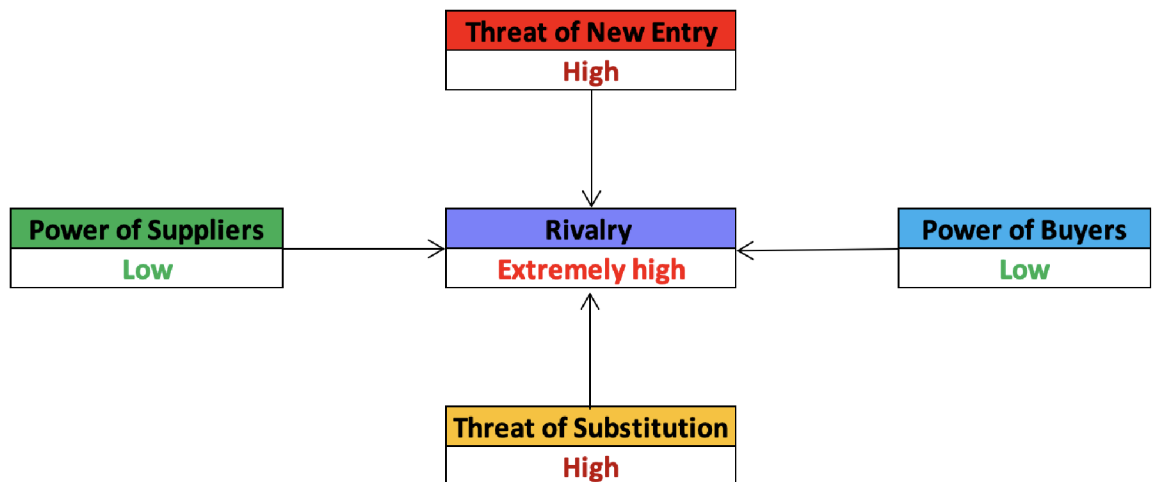 Threat of New Entry
High
Power of Suppliers
Low
Rivalry
Extremely high
Power of Buyers
Low
Threat of Substitution
High